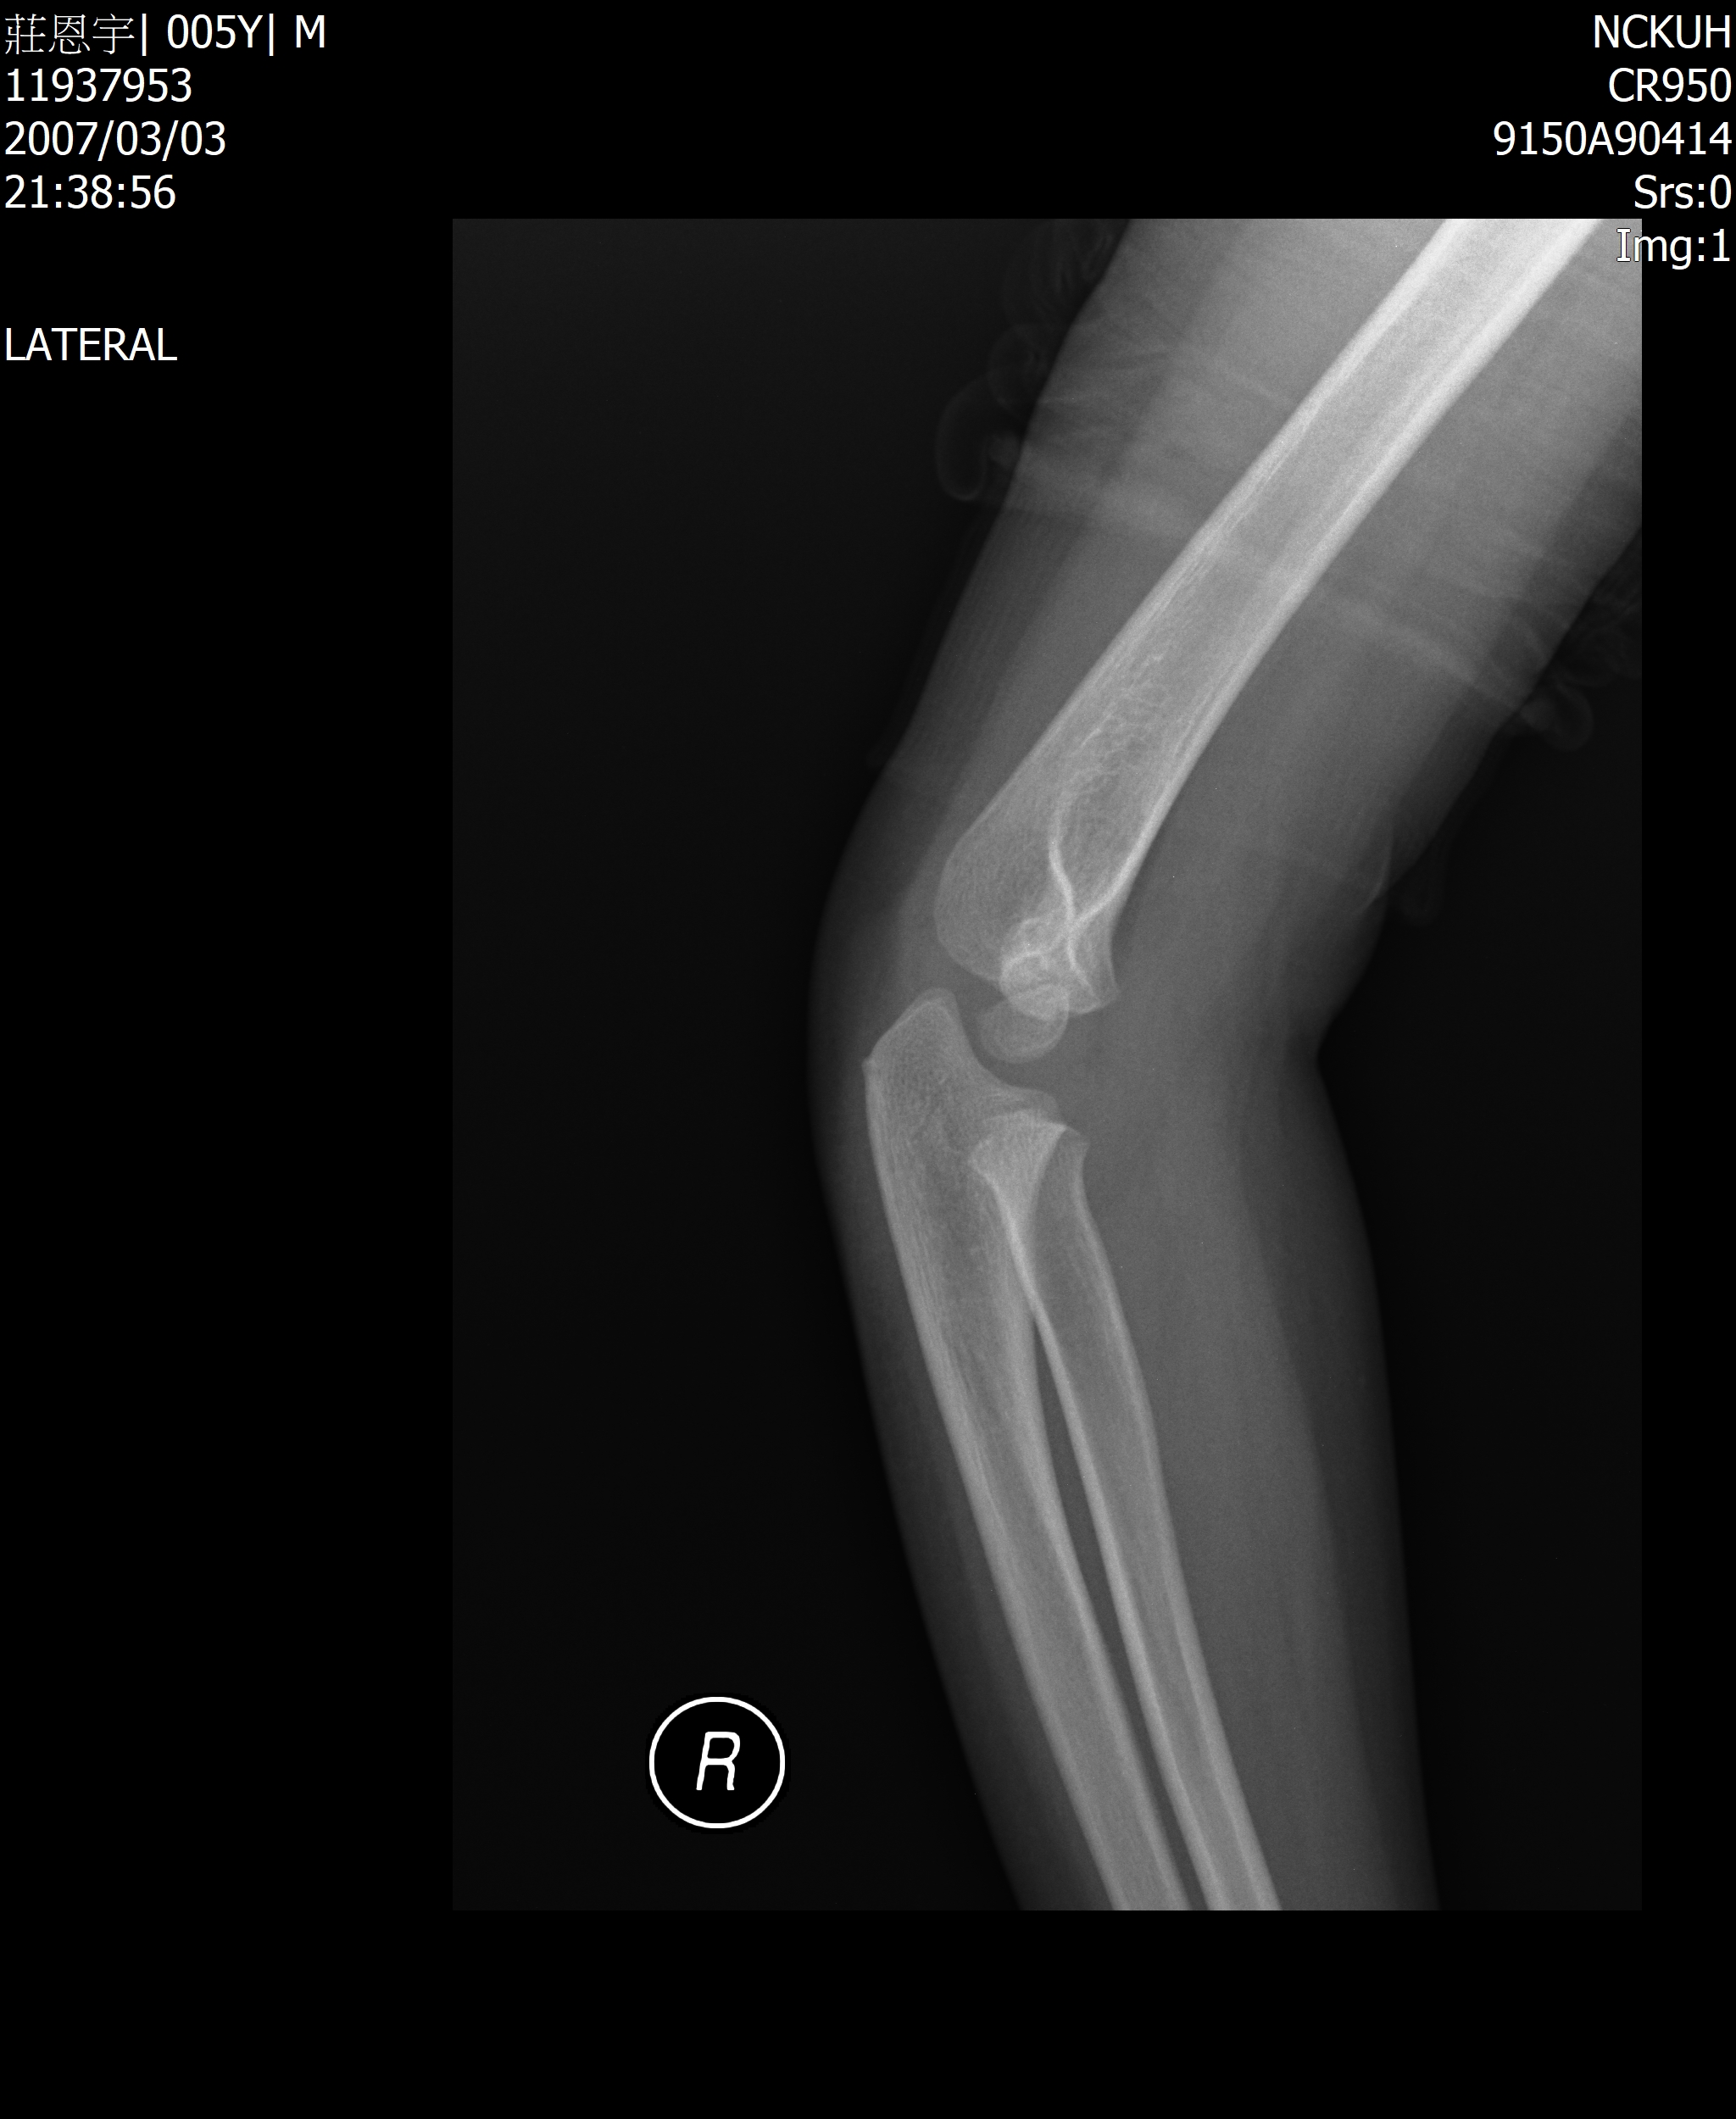 莊恩宇| 005Y| M
11937953
2007/03/03
21:38:56
LATERAL
NCKUH
CR950
9150A90414
Srs:0
Img:1
R